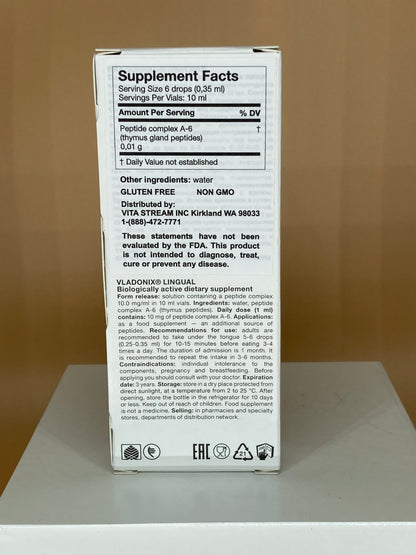 Supplement Facts
Serving Size 6 drops (0,35 ml)
Servings Per Vials: 10 ml
Amount Per Serving % DV
Peptide complex A-6 †
(thymus gland peptides)
0,01 g
† Daily Value not established
Other ingredients: water
GLUTEN FREE NON GMO
Distributed by:
VITA STREAM INC Kirkland WA 98033
1-(888)-472-7771
These statements have not been
evaluated by the FDA. This product
is not intended to diagnose, treat,
cure or prevent any disease.
VLADONIX® LINGUAL
Biologically active dietary supplement
Form release: solution containing a peptide complex
10.0 mg/ml in 10 ml vials. Ingredients: water, peptide
complex A-6 (thymus peptides). Daily dose (1 ml)
contains: 10 mg of peptide complex A-6. Applications:
as a food supplement — an additional source of
peptides. Recommendations for use: adults are
recommended to take under the tongue 5-6 drops
(0.25-0.35 ml) for 10-15 minutes before eating 3-4
times a day. The duration of admission is 1 month. It
is recommended to repeat the intake in 3-6 months.
Contraindications: individual intolerance to the
components, pregnancy and breastfeeding. Before
applying you should consult with your doctor. Expiration
date: 3 years. Storage: store in a dry place protected from
direct sunlight, at a temperature from 2 to 25 °C. After
opening, store the bottle in the refrigerator for 10 days
or less. Keep out of reach of children. Food supplement
is not a medicine. Selling: in pharmacies and specialty
stores, departments of distribution network.
EAC 21